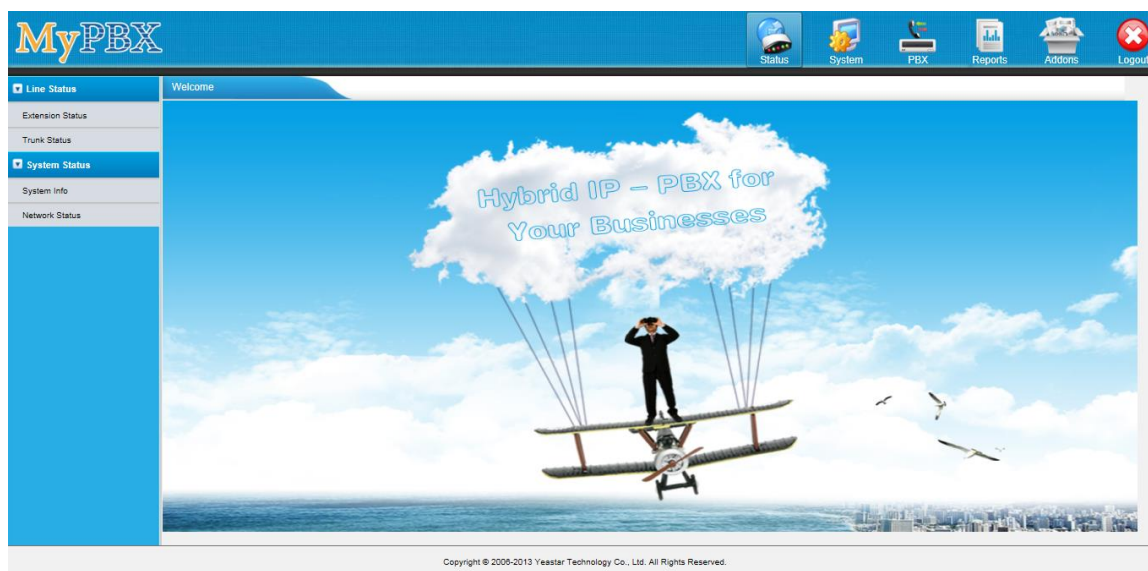 MyPBX
Status
System
PBX
Reports
Addons
Logout
Line Status
Extension Status
Trunk Status
System Status
System Info
Network Status
Welcome
Hybrid IP – PBX for
Your Businesses
Copyright © 2006-2013 Yeastar Technology Co., Ltd. All Rights Reserved.